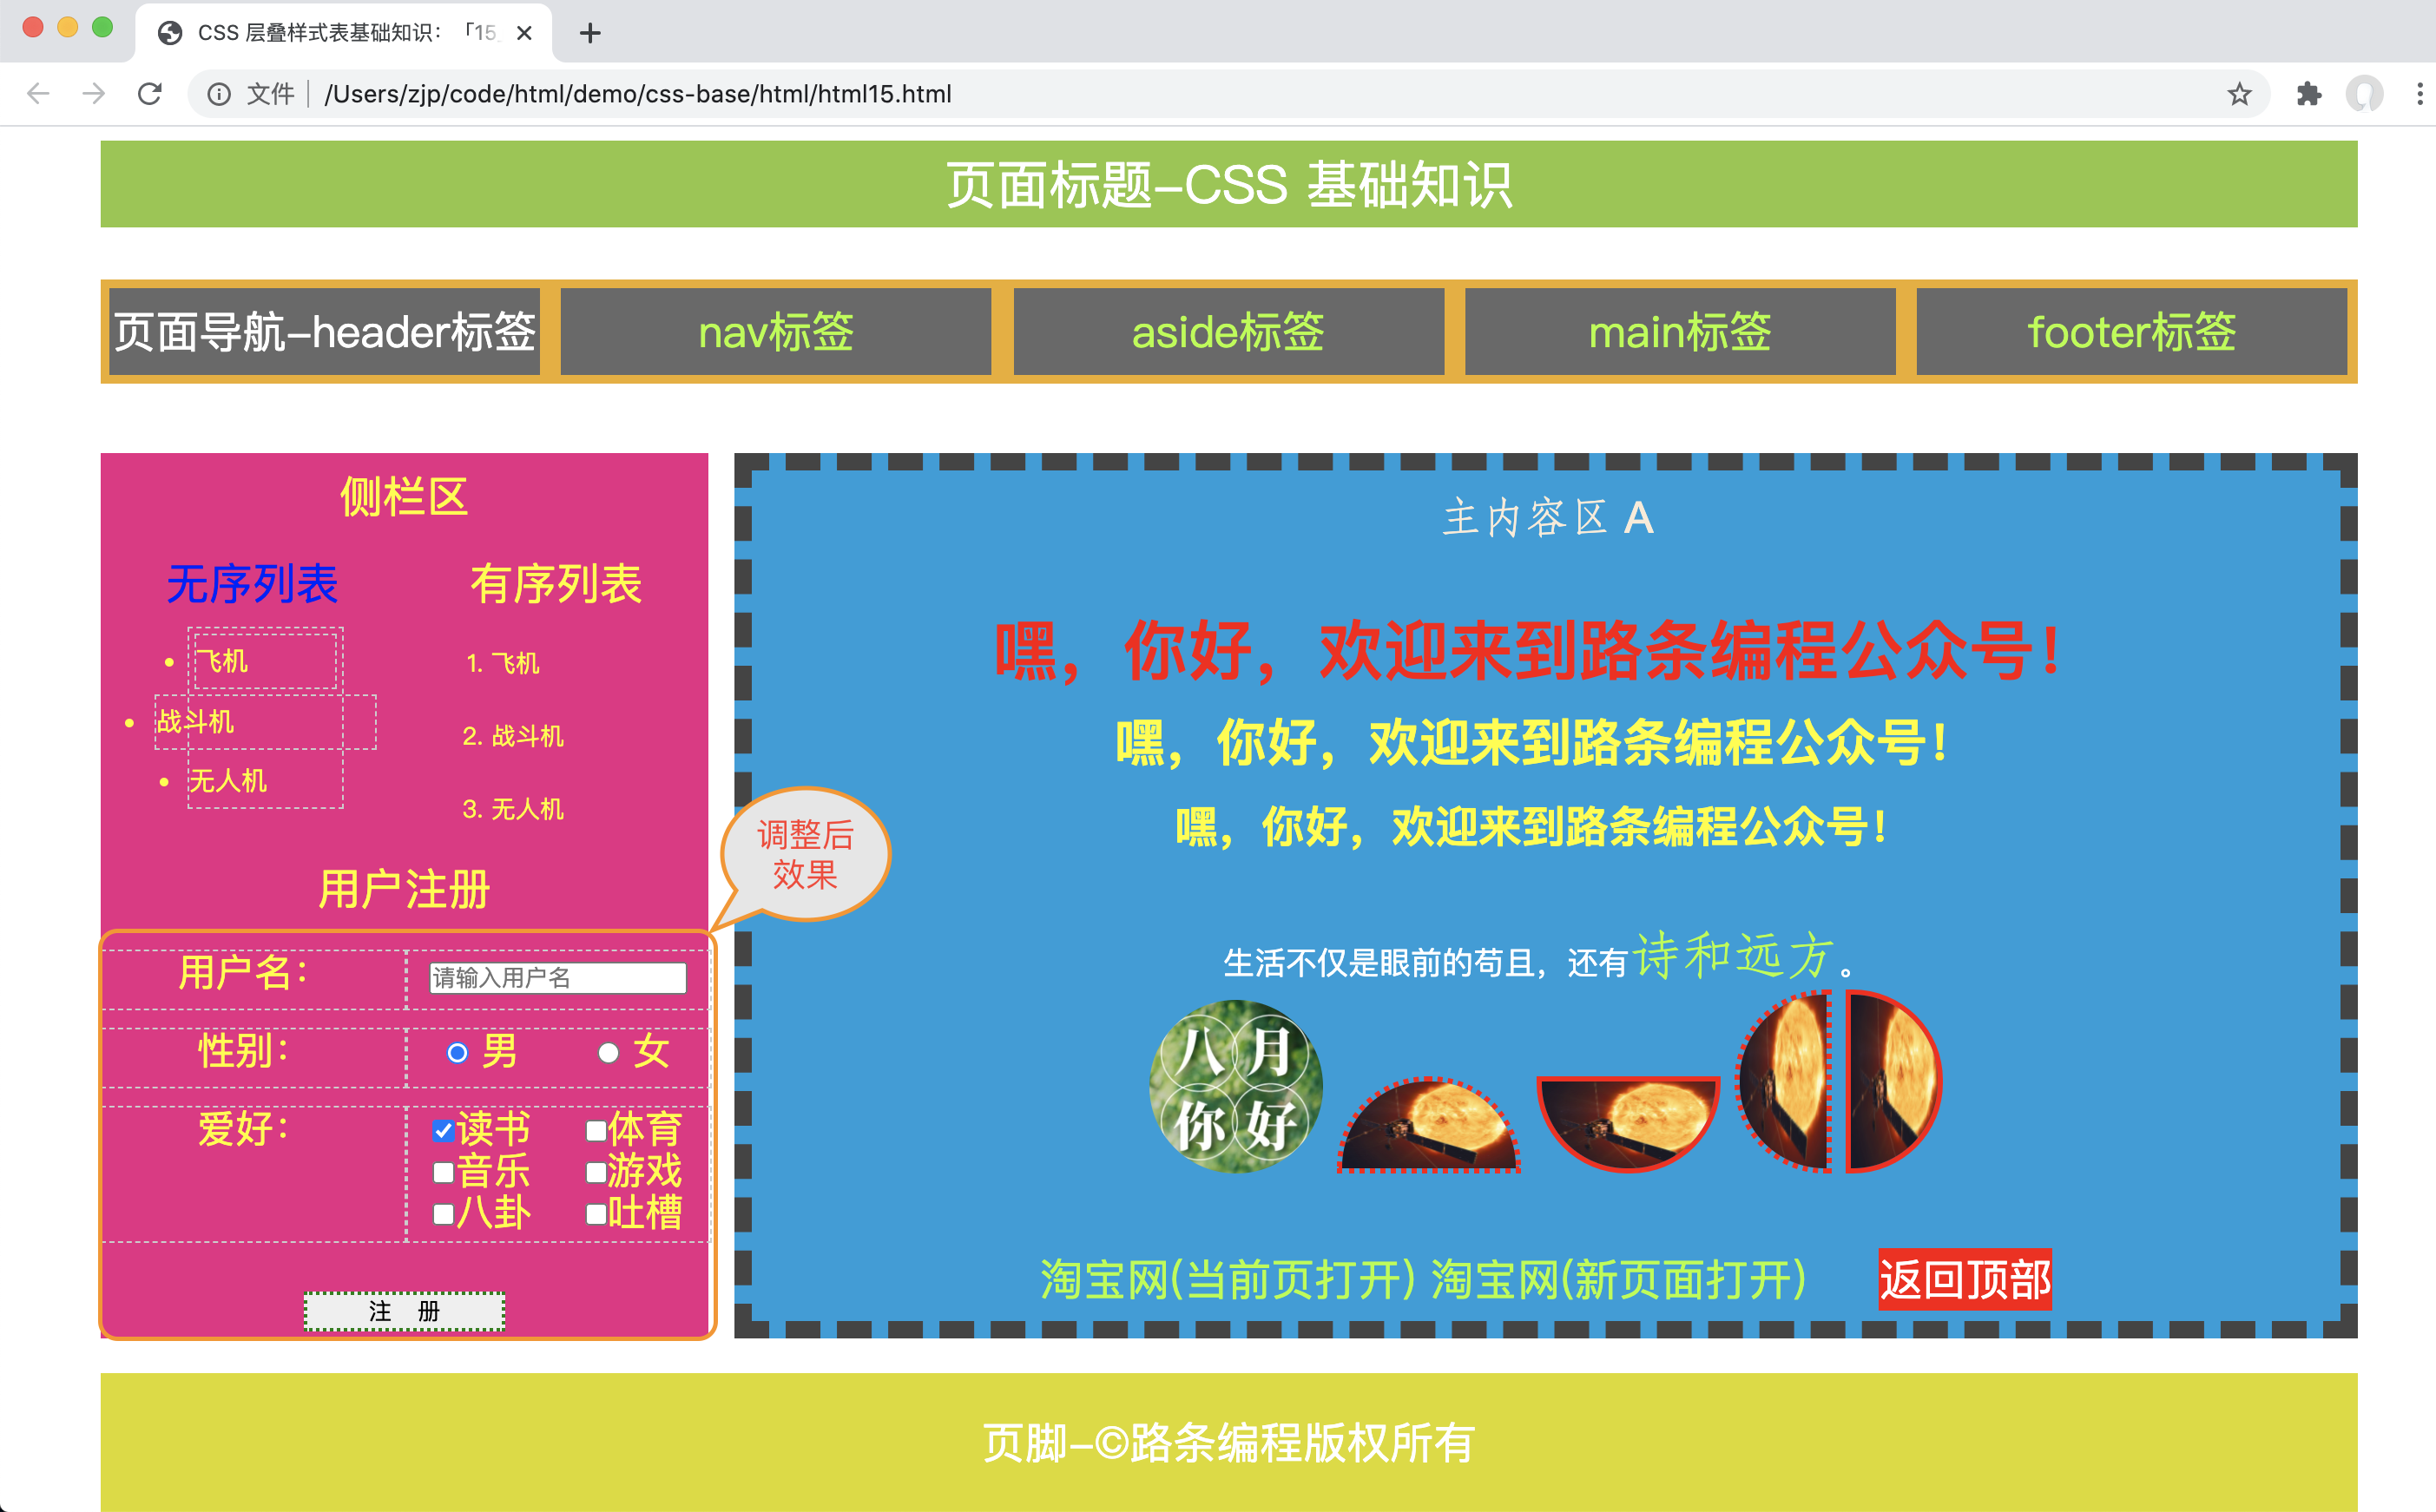 CSS 层叠样式表基础知识：「15
文件 /Users/zjp/code/html/demo/css-base/html/html15.html
页面标题-CSS 基础知识
页面导航-header标签 nav标签 aside标签 main标签 footer标签
侧栏区
无序列表 有序列表
• 飞机
• 战斗机
• 无人机
1. 飞机
2. 战斗机
3. 无人机
用户注册
用户名：
请输入用户名
性别：
男 女
爱好：
读书 体育
音乐 游戏
八卦 吐槽
注 册
调整后
效果
主内容区 A
嘿，你好，欢迎来到路条编程公众号！
嘿，你好，欢迎来到路条编程公众号！
嘿，你好，欢迎来到路条编程公众号！
生活不仅是眼前的苟且，还有诗和远方。
八月
你好
淘宝网(当前页打开) 淘宝网(新页面打开) 返回顶部
页脚-©路条编程版权所有